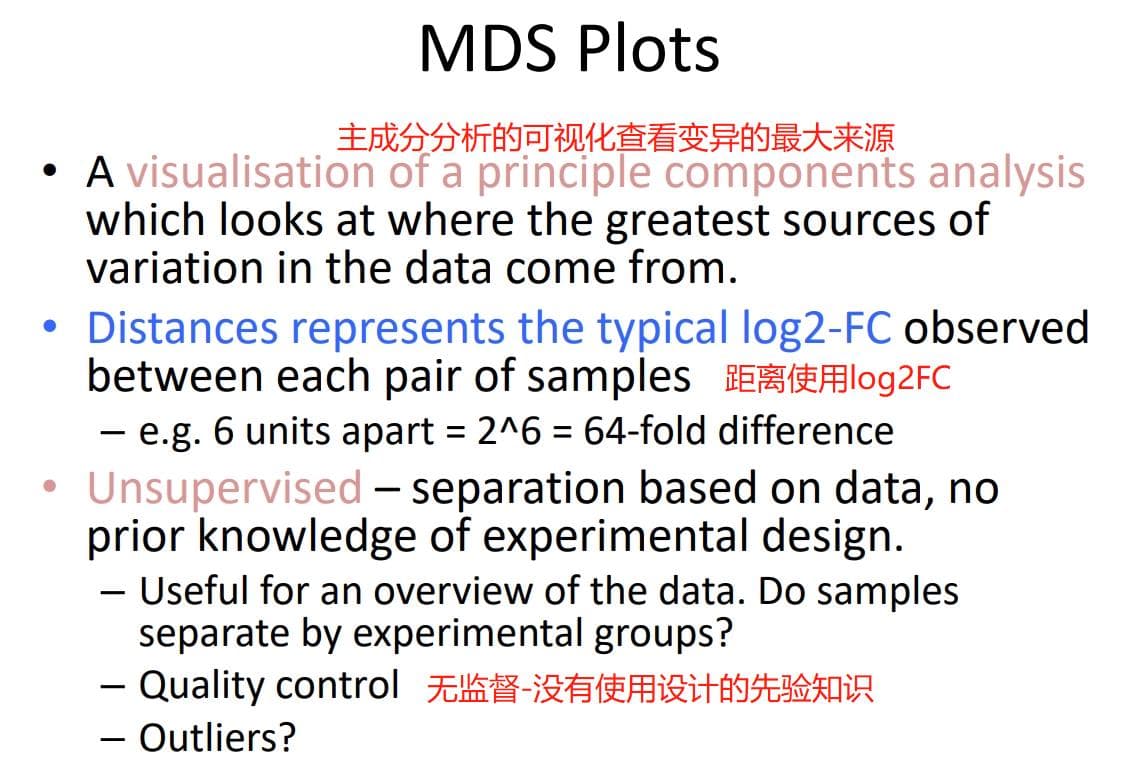 MDS Plots
主成分分析的可视化查看变异的最大来源
• A visualisation of a principle components analysis
which looks at where the greatest sources of
variation in the data come from.
• Distances represents the typical log2-FC observed
between each pair of samples 距离使用log2FC
– e.g. 6 units apart = 2^6 = 64-fold difference
• Unsupervised – separation based on data, no
prior knowledge of experimental design.
– Useful for an overview of the data. Do samples
separate by experimental groups?
– Quality control 无监督-没有使用设计的先验知识
– Outliers?